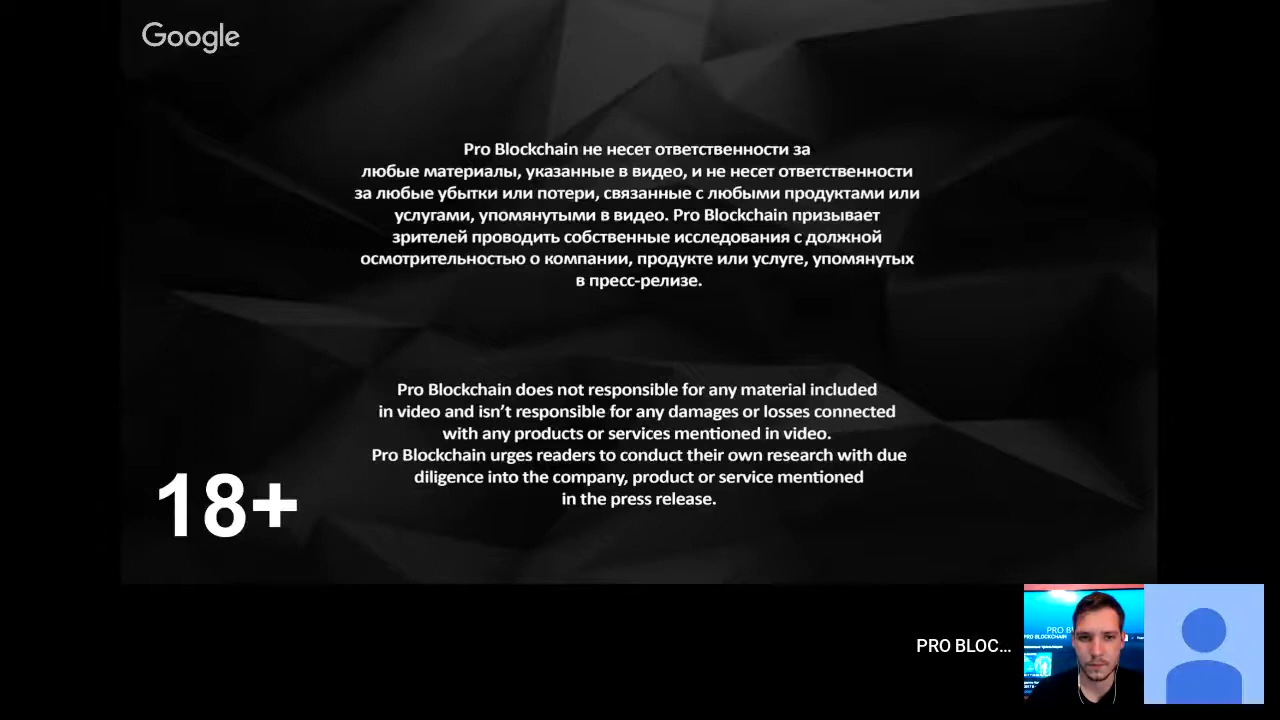 Google
Pro Blockchain не несет ответственности за
любые материалы, указанные в видео, и не несет ответственности
за любые убытки или потери, связанные с любыми продуктами или
услугами, упомянутыми в видео. Pro Blockchain призывает
зрителей проводить собственные исследования с должной
осмотрительностью о компании, продукте или услуге, упомянутых
в пресс-релизе.
Pro Blockchain does not responsible for any material included
in video and isn’t responsible for any damages or losses connected
with any products or services mentioned in video.
Pro Blockchain urges readers to conduct their own research with due
diligence into the company, product or service mentioned
in the press release.
18+
PRO BLOC...
PRO BLOCKCHAIN